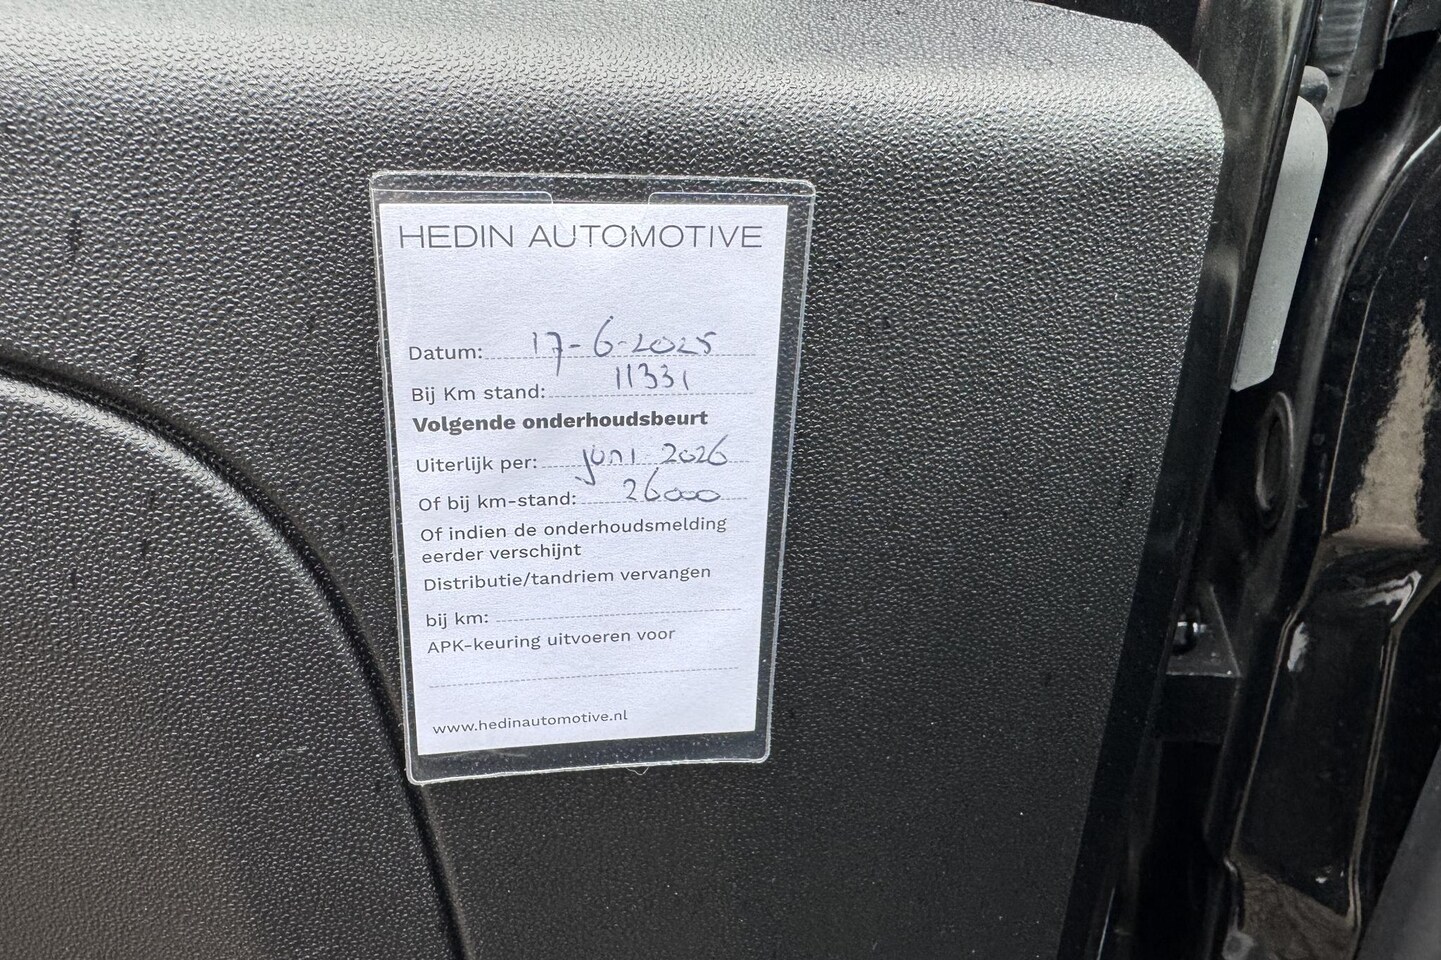 HEDIN AUTOMOTIVE
Datum: 17-6-2025
Bij Km stand: 11331
Volgende onderhoudsbeurt
Uiterlijk per: juni-2026
Of bij km-stand: 26000
Of indien de onderhoudsmelding
eerder verschijnt
Distributie/tandriem vervangen
bij km:
APK-keuring uitvoeren voor
www.hedinautomotive.nl